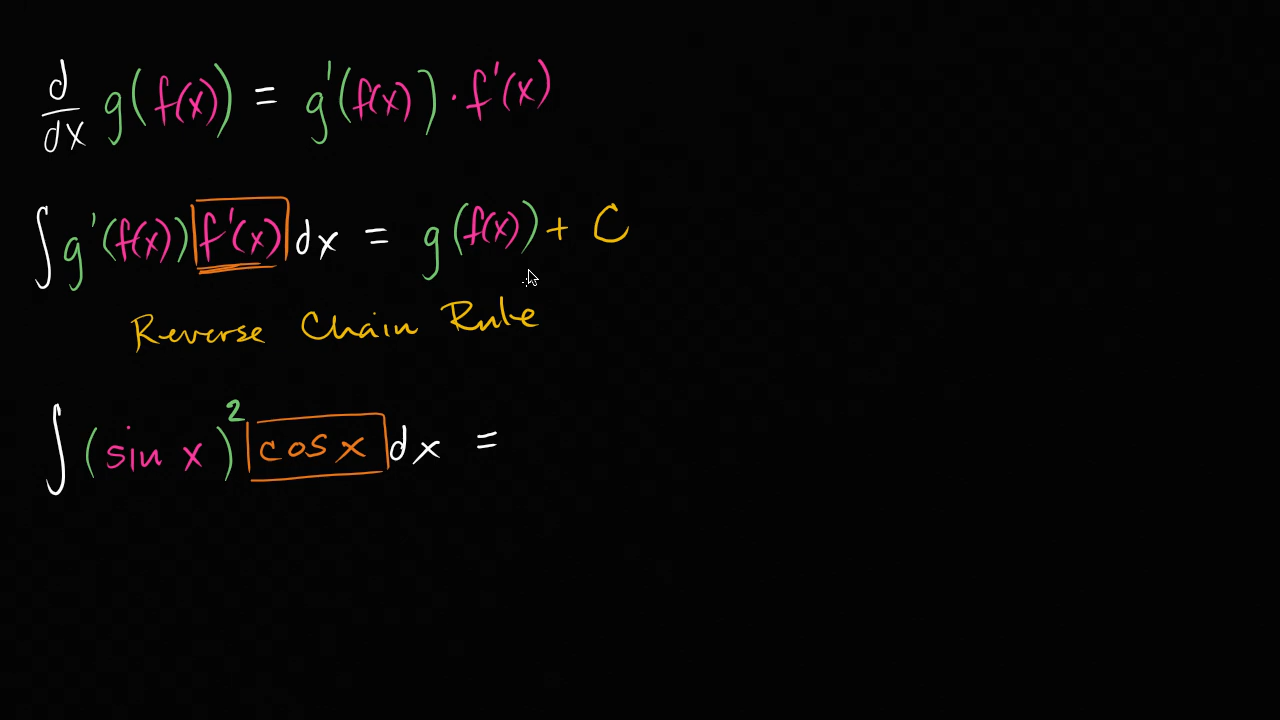 d/dx g(f(x)) = g'(f(x)) · f'(x)
∫ g'(f(x)) f'(x) dx = g(f(x)) + C
Reverse Chain Rule
∫ (sin x)² cos x dx =